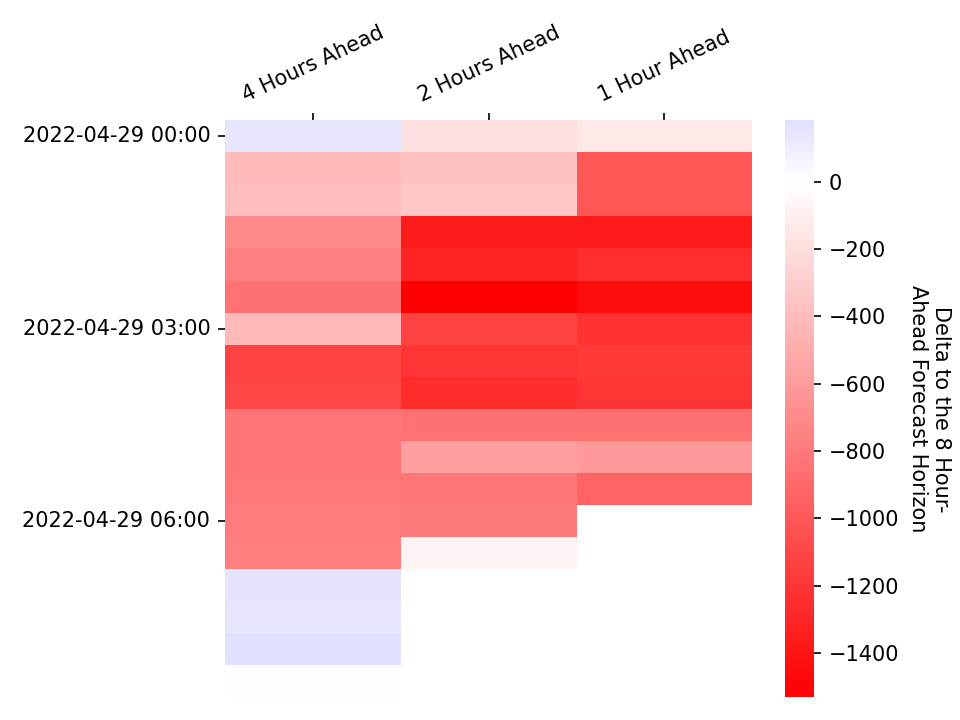 4 Hours Ahead
2 Hours Ahead
1 Hour Ahead
2022-04-29 00:00
2022-04-29 03:00
2022-04-29 06:00
0
−200
−400
−600
−800
−1000
−1200
−1400
Delta to the 8 Hour-
Ahead Forecast Horizon